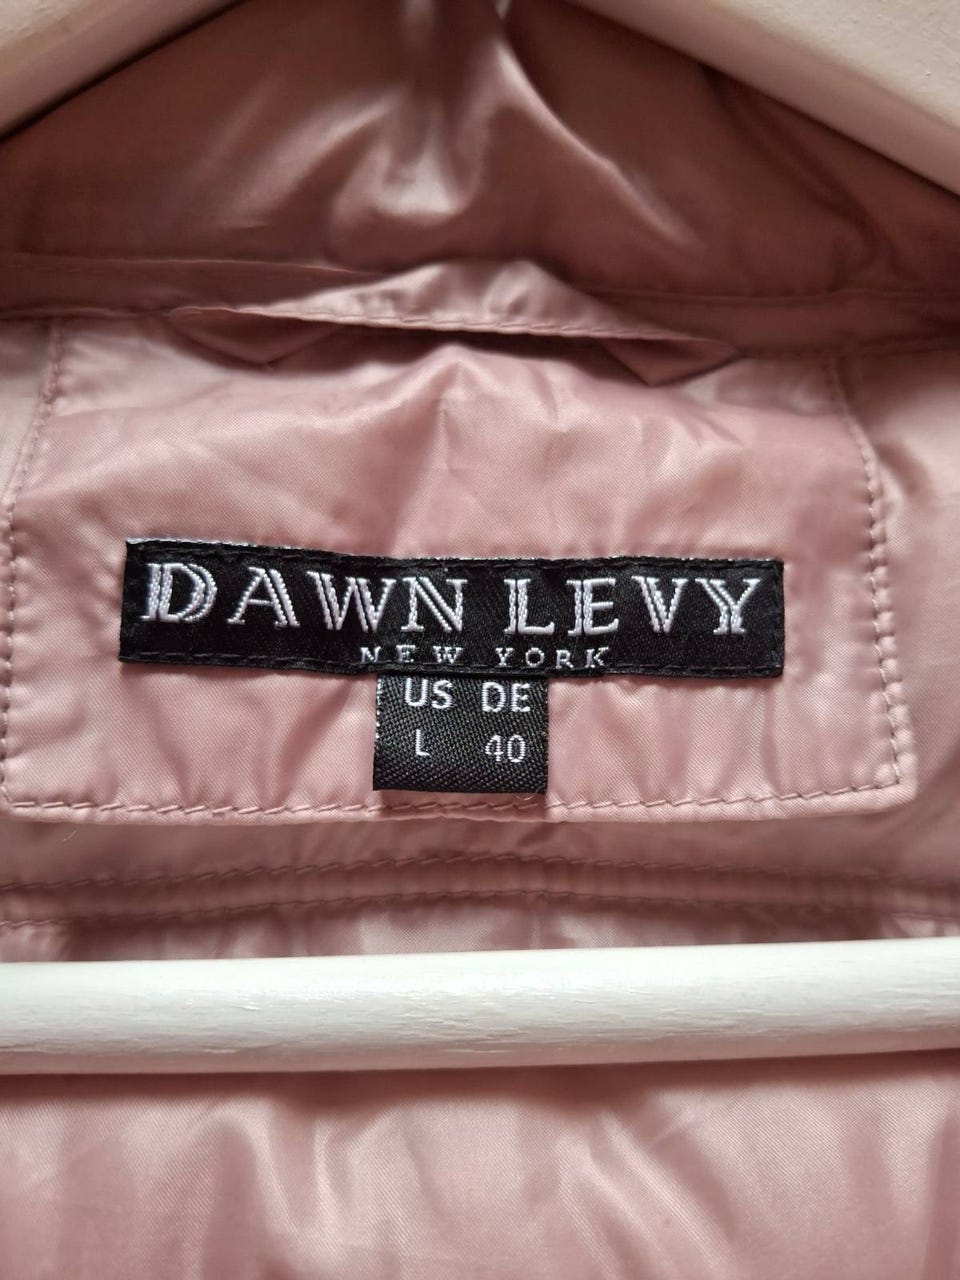 DAWN LEVY
NEW YORK
US DE
L 40